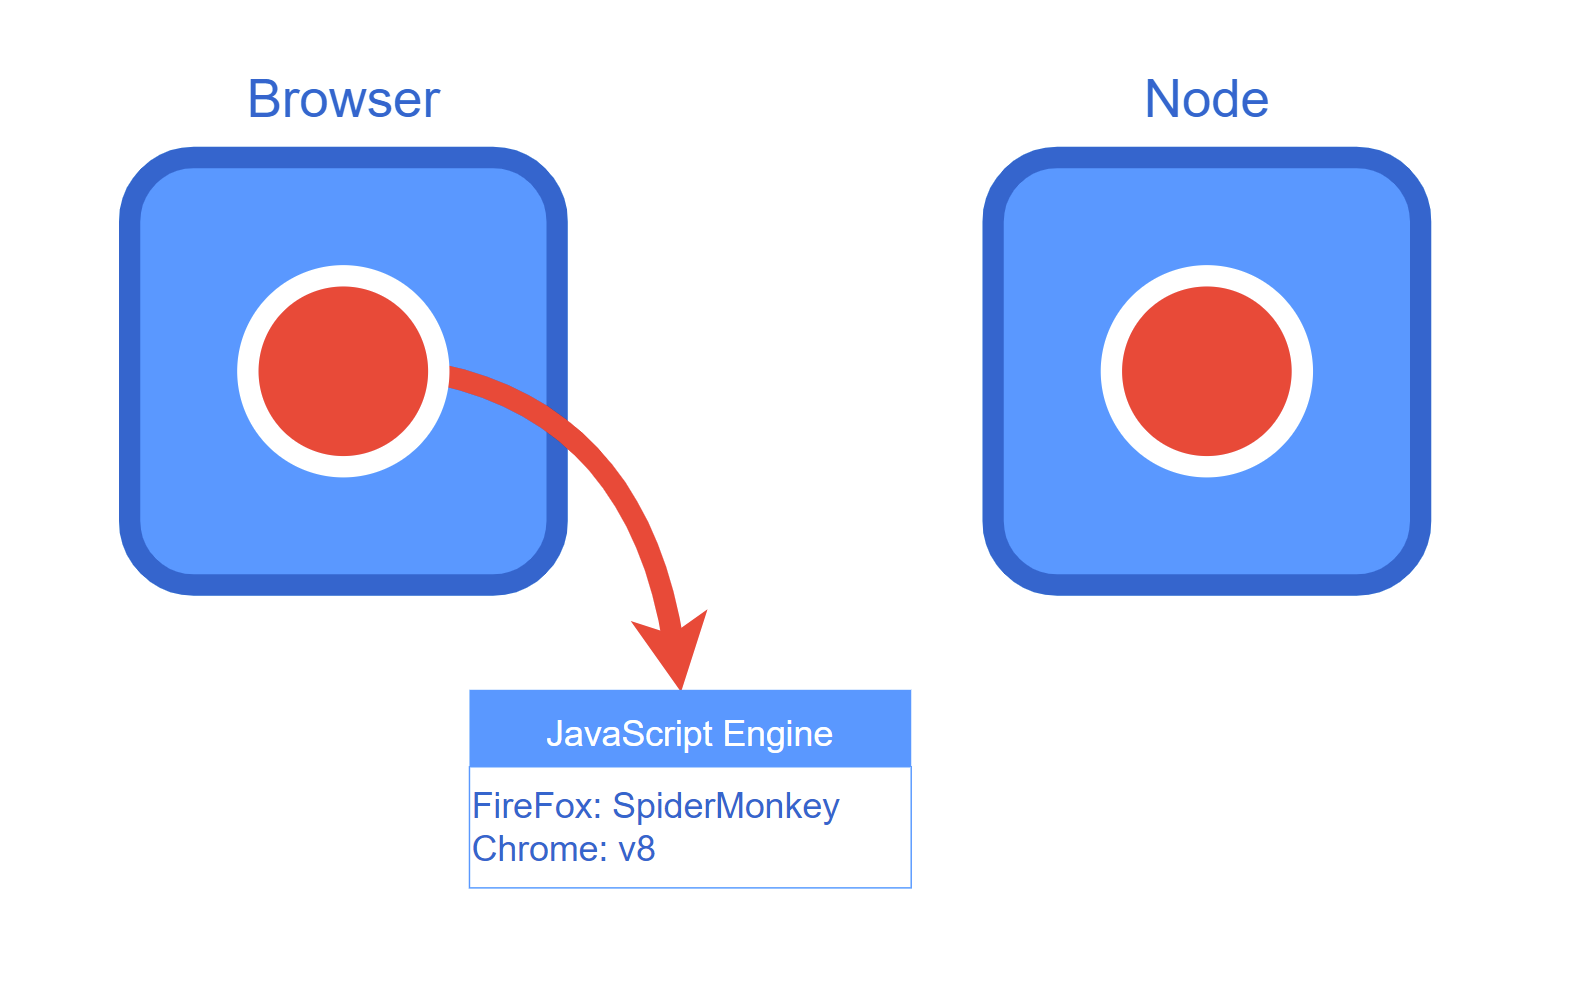 Browser
Node
JavaScript Engine
FireFox: SpiderMonkey
Chrome: v8